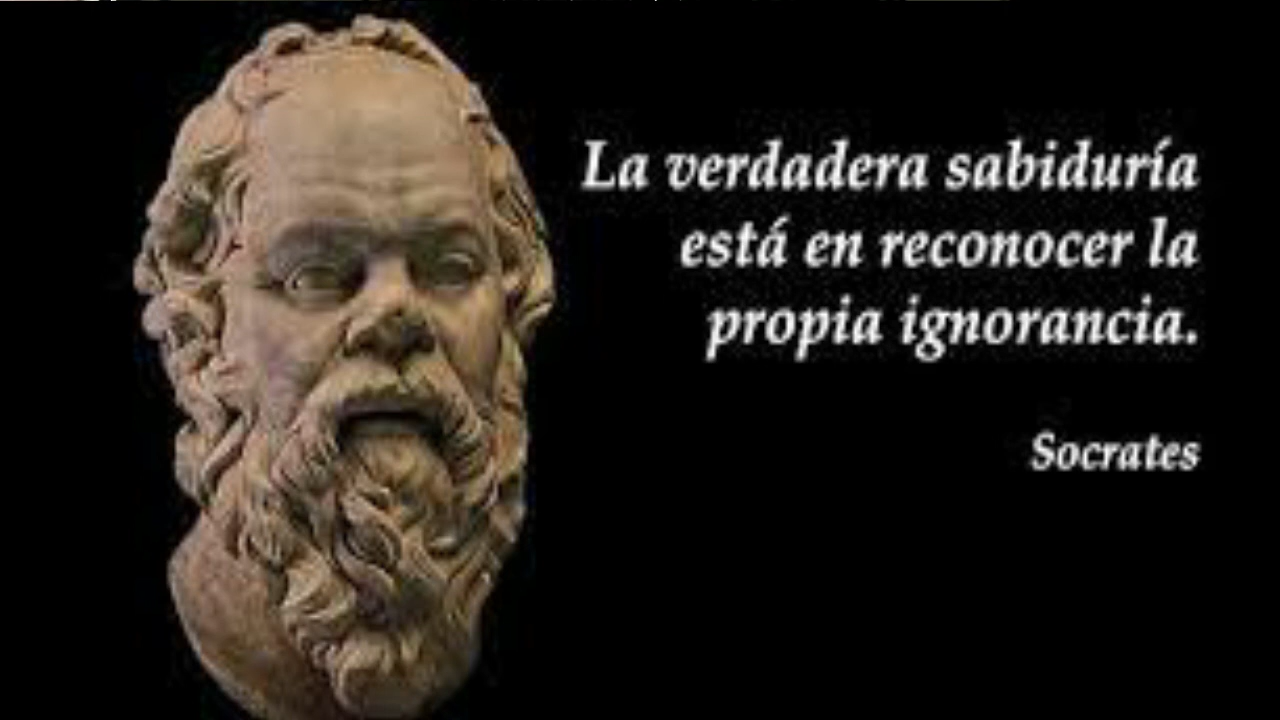 La verdadera sabiduría
está en reconocer la
propia ignorancia.
Socrates